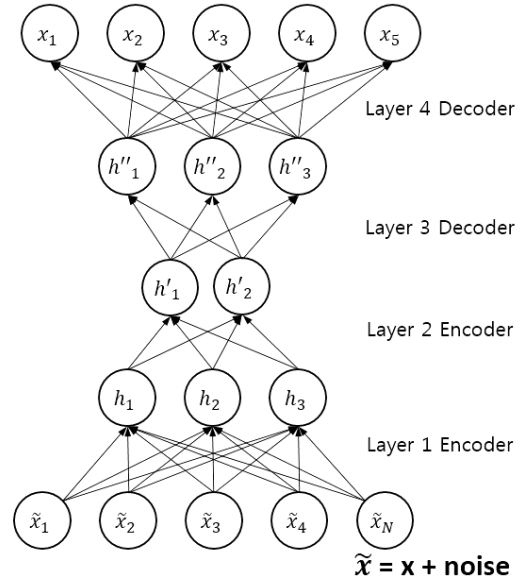 x₁ x₂ x₃ x₄ x₅
Layer 4 Decoder
h''₁ h''₂ h''₃
Layer 3 Decoder
h'₁ h'₂
Layer 2 Encoder
h₁ h₂ h₃
Layer 1 Encoder
x̃₁ x̃₂ x̃₃ x̃₄ x̃_N
x̃ = x + noise